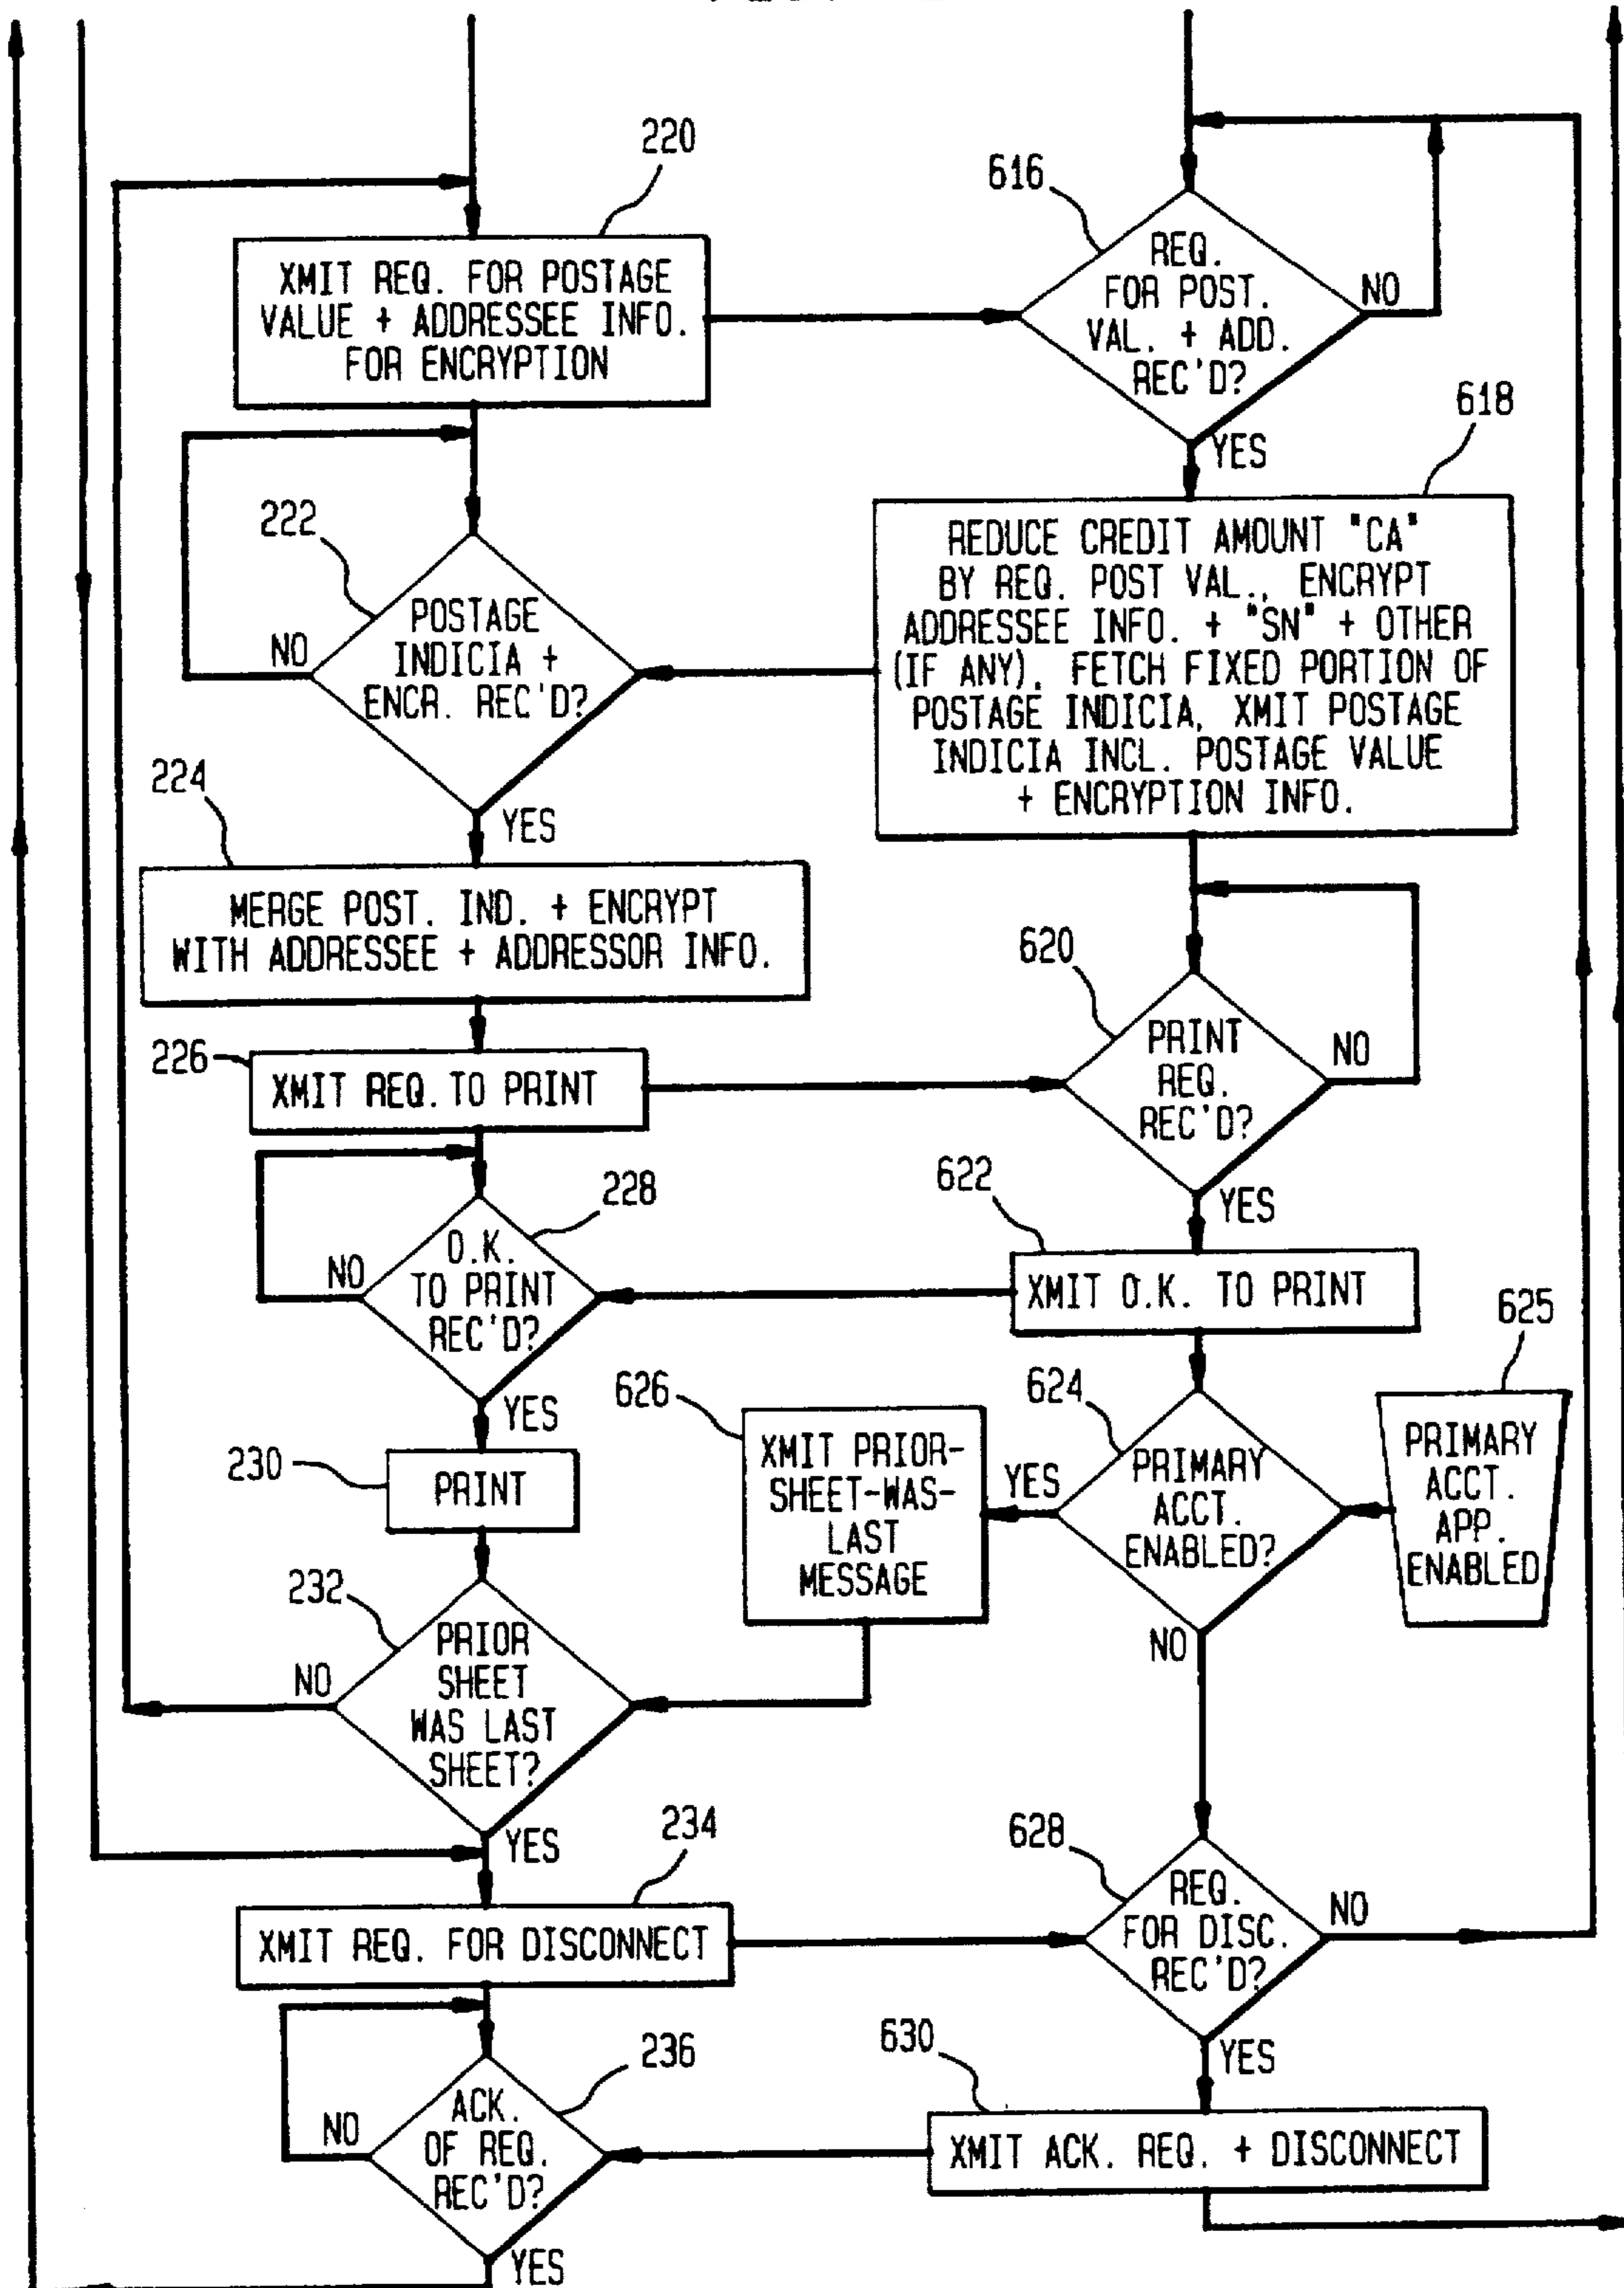 220
XMIT REQ. FOR POSTAGE
VALUE + ADDRESSEE INFO.
FOR ENCRYPTION
616
REQ.
FOR POST.
VAL. + ADD.
REC'D?
NO
YES
618
REDUCE CREDIT AMOUNT "CA"
BY REQ. POST VAL., ENCRYPT
ADDRESSEE INFO. + "SN" + OTHER
(IF ANY), FETCH FIXED PORTION OF
POSTAGE INDICIA, XMIT POSTAGE
INDICIA INCL. POSTAGE VALUE
+ ENCRYPTION INFO.
222
POSTAGE
INDICIA +
ENCR. REC'D?
NO
YES
224
MERGE POST. IND. + ENCRYPT
WITH ADDRESSEE + ADDRESSOR INFO.
226
XMIT REQ. TO PRINT
620
PRINT
REQ.
REC'D?
NO
YES
622
XMIT O.K. TO PRINT
228
O.K.
TO PRINT
REC'D?
NO
YES
230
PRINT
626
XMIT PRIOR-
SHEET-WAS-
LAST
MESSAGE
624
PRIMARY
ACCT.
ENABLED?
YES
NO
625
PRIMARY
ACCT.
APP.
ENABLED
232
PRIOR
SHEET
WAS LAST
SHEET?
NO
YES
234
XMIT REQ. FOR DISCONNECT
628
REQ.
FOR DISC.
REC'D?
NO
YES
630
XMIT ACK. REQ. + DISCONNECT
236
ACK.
OF REQ.
REC'D?
NO
YES